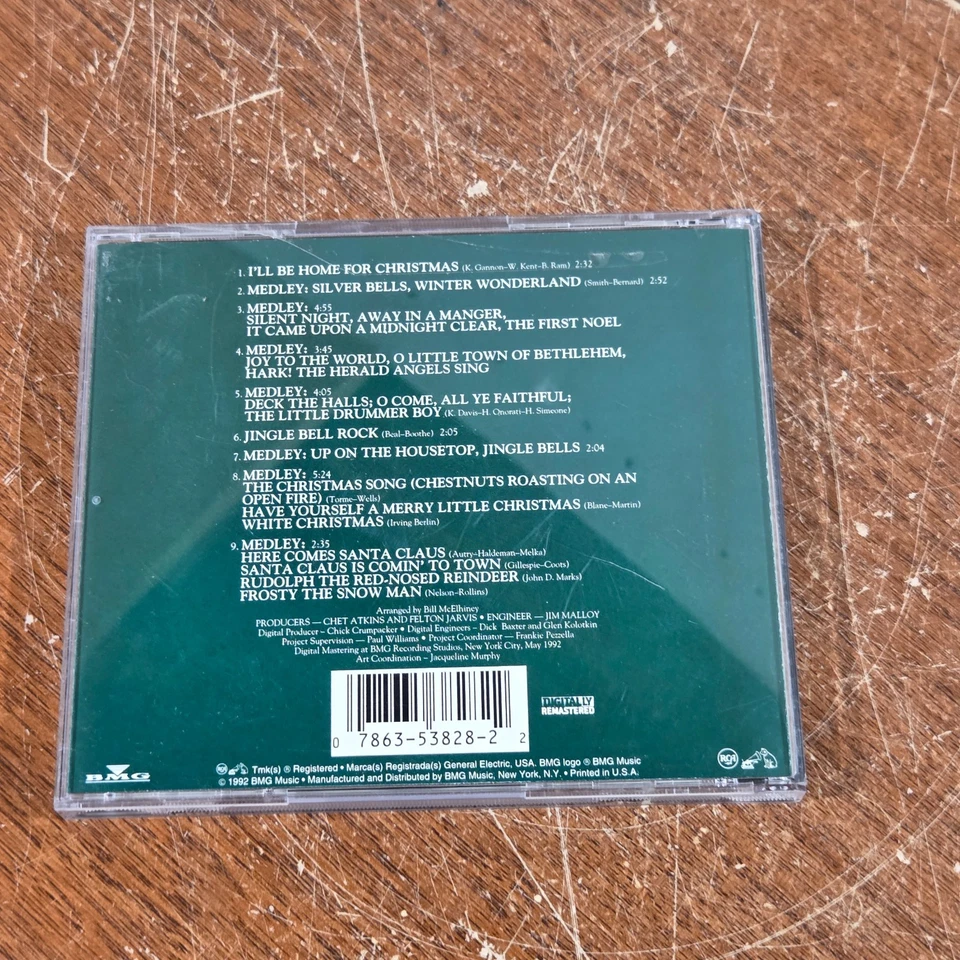 1. I'LL BE HOME FOR CHRISTMAS (K. Gannon–W. Kent–B. Ram) 2:32
2. MEDLEY: SILVER BELLS, WINTER WONDERLAND (Smith–Bernard) 2:52
3. MEDLEY: 4:55
SILENT NIGHT, AWAY IN A MANGER,
IT CAME UPON A MIDNIGHT CLEAR, THE FIRST NOEL
4. MEDLEY: 3:45
JOY TO THE WORLD, O LITTLE TOWN OF BETHLEHEM,
HARK! THE HERALD ANGELS SING
5. MEDLEY: 4:05
DECK THE HALLS; O COME, ALL YE FAITHFUL;
THE LITTLE DRUMMER BOY (K. Davis–H. Onorati–H. Simeone)
6. JINGLE BELL ROCK (Beal–Boothe) 2:05
7. MEDLEY: UP ON THE HOUSETOP, JINGLE BELLS 2:04
8. MEDLEY: 5:24
THE CHRISTMAS SONG (CHESTNUTS ROASTING ON AN
OPEN FIRE) (Torme–Wells)
HAVE YOURSELF A MERRY LITTLE CHRISTMAS (Blane–Martin)
WHITE CHRISTMAS (Irving Berlin)
9. MEDLEY: 2:35
HERE COMES SANTA CLAUS (Autry–Haldeman–Melka)
SANTA CLAUS IS COMIN' TO TOWN (Gillespie–Coots)
RUDOLPH THE RED-NOSED REINDEER (John D. Marks)
FROSTY THE SNOW MAN (Nelson–Rollins)
Arranged by Bill McElhiney
PRODUCERS — CHET ATKINS AND FELTON JARVIS • ENGINEER — JIM MALLOY
Digital Producer – Chick Crumpacker • Digital Engineers – Dick Baxter and Glen Kolotkin
Project Supervision – Paul Williams • Project Coordinator — Frankie Pezzella
Digital Mastering at BMG Recording Studios, New York City, May 1992
Art Coordination – Jacqueline Murphy
0 7863-53828-2 2
DIGITALLY
REMASTERED
BMG
Tmk(s) ® Registered • Marca(s) Registrada(s) General Electric, USA. BMG logo ® BMG Music
© 1992 BMG Music • Manufactured and Distributed by BMG Music, New York, N.Y. • Printed in U.S.A.
RCA